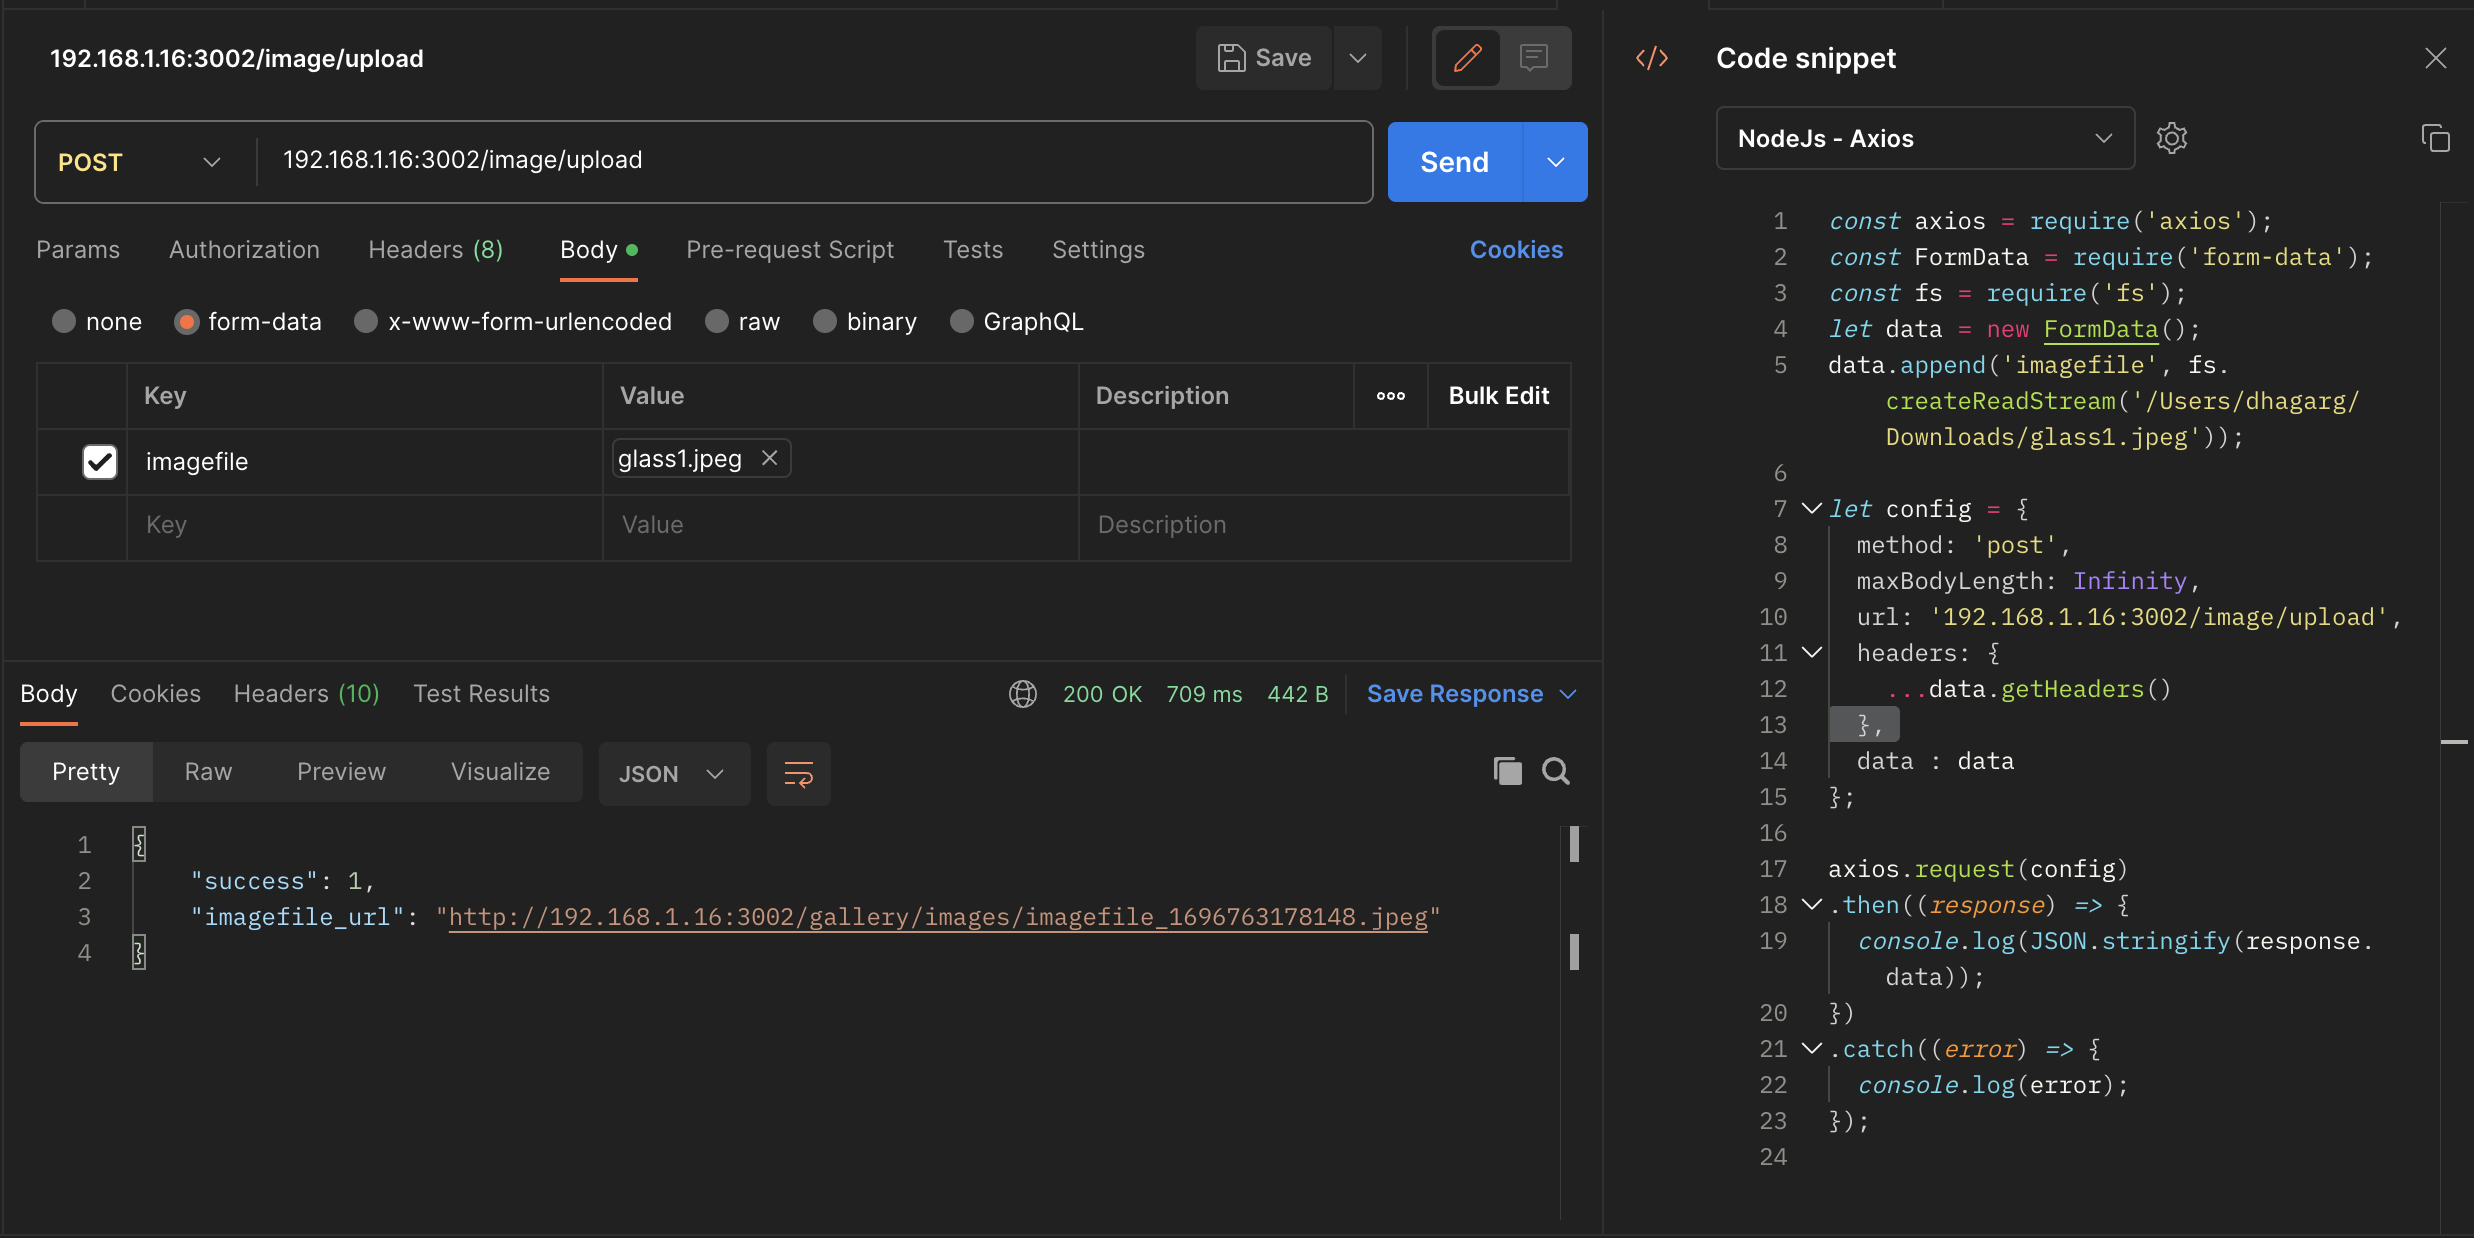 192.168.1.16:3002/image/upload
Save
POST
192.168.1.16:3002/image/upload
Send
Params Authorization Headers (8) Body Pre-request Script Tests Settings Cookies
none form-data x-www-form-urlencoded raw binary GraphQL
Key Value Description ooo Bulk Edit
imagefile glass1.jpeg
Key Value Description
Body Cookies Headers (10) Test Results 200 OK 709 ms 442 B Save Response
Pretty Raw Preview Visualize JSON
1 {
2 "success": 1,
3 "imagefile_url": "http://192.168.1.16:3002/gallery/images/imagefile_1696763178148.jpeg"
4 }
</> Code snippet
NodeJs - Axios
1 const axios = require('axios');
2 const FormData = require('form-data');
3 const fs = require('fs');
4 let data = new FormData();
5 data.append('imagefile', fs.
createReadStream('/Users/dhagarg/
Downloads/glass1.jpeg'));
6
7 let config = {
8 method: 'post',
9 maxBodyLength: Infinity,
10 url: '192.168.1.16:3002/image/upload',
11 headers: {
12 ...data.getHeaders()
13 },
14 data : data
15 };
16
17 axios.request(config)
18 .then((response) => {
19 console.log(JSON.stringify(response.
data));
20 })
21 .catch((error) => {
22 console.log(error);
23 });
24